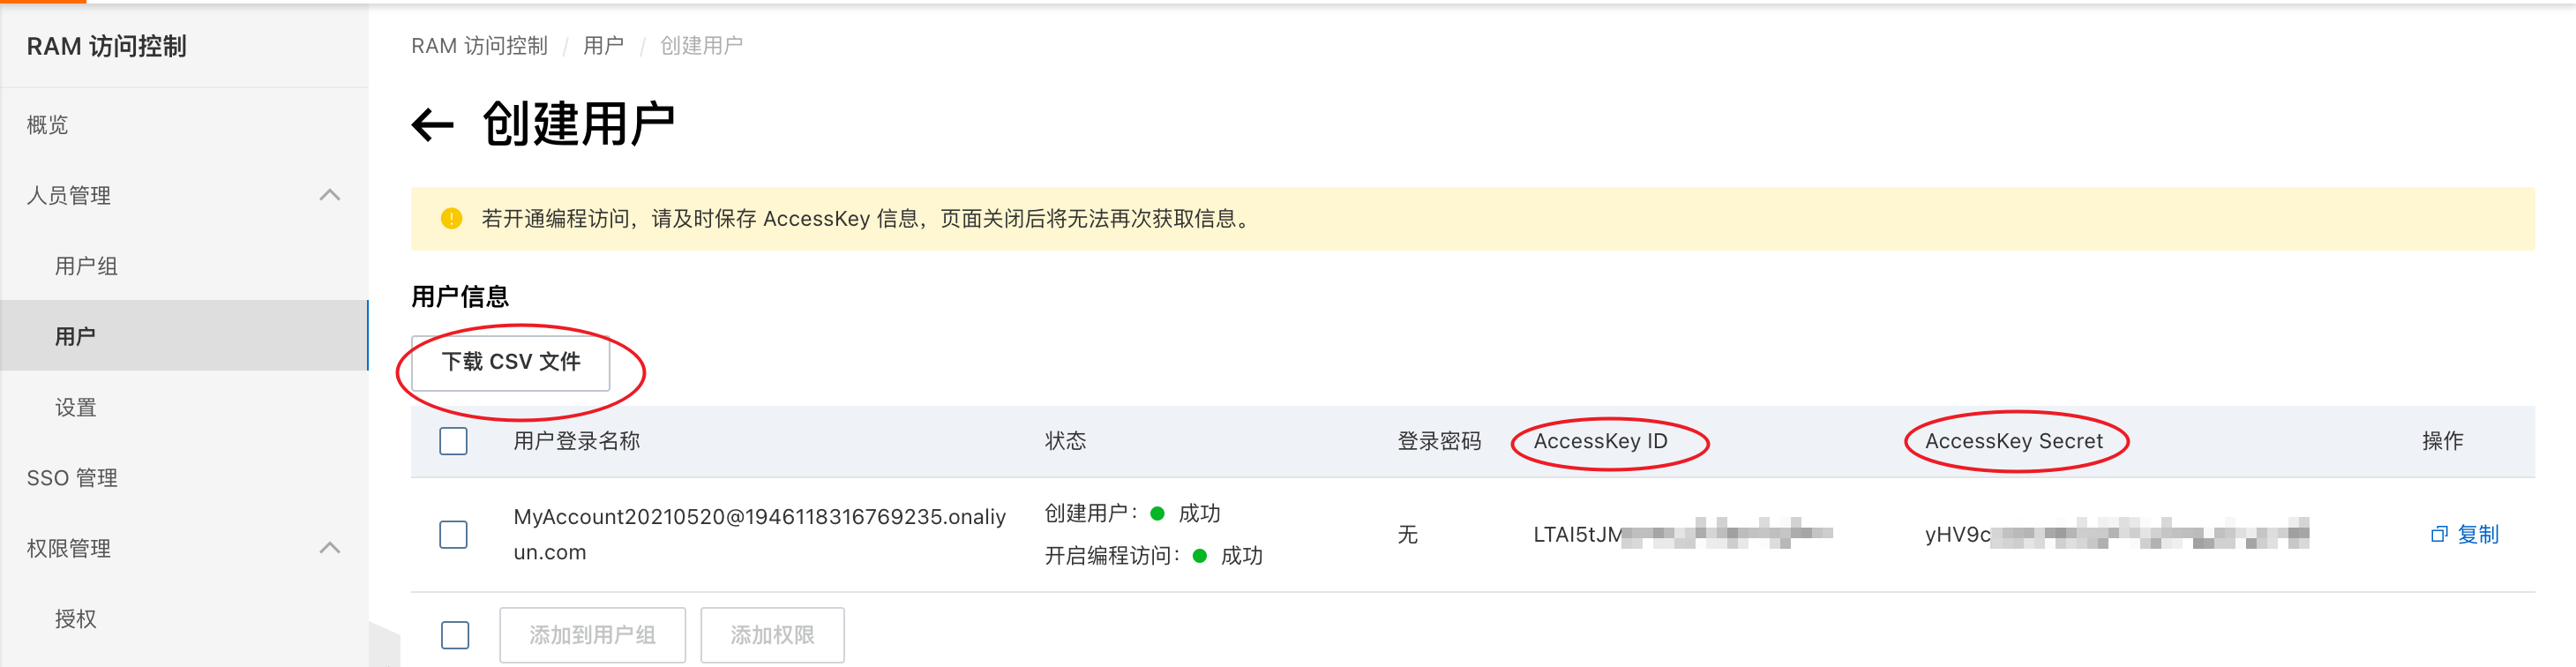 RAM 访问控制
概览
人员管理
用户组
用户
设置
SSO 管理
权限管理
授权
RAM 访问控制 / 用户 / 创建用户
← 创建用户
若开通编程访问，请及时保存 AccessKey 信息，页面关闭后将无法再次获取信息。
用户信息
下载 CSV 文件
用户登录名称 状态 登录密码 AccessKey ID AccessKey Secret 操作
MyAccount20210520@1946118316769235.onaliy
un.com
创建用户： 成功
开启编程访问： 成功
无
LTAI5tJM
yHV9c
复制
添加到用户组 添加权限